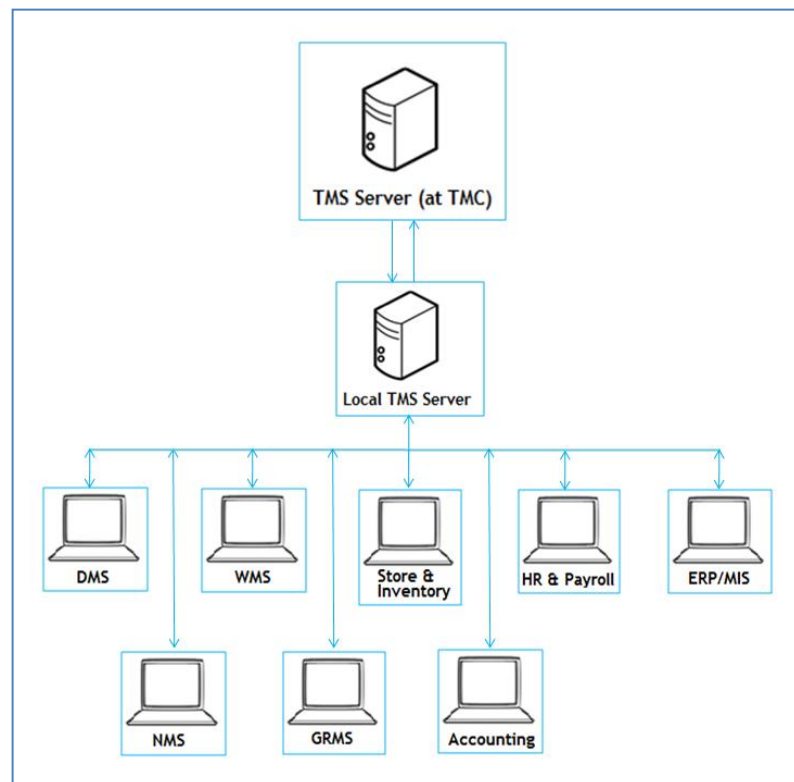 TMS Server (at TMC)
Local TMS Server
DMS
WMS
Store &
Inventory
HR & Payroll
ERP/MIS
NMS
GRMS
Accounting